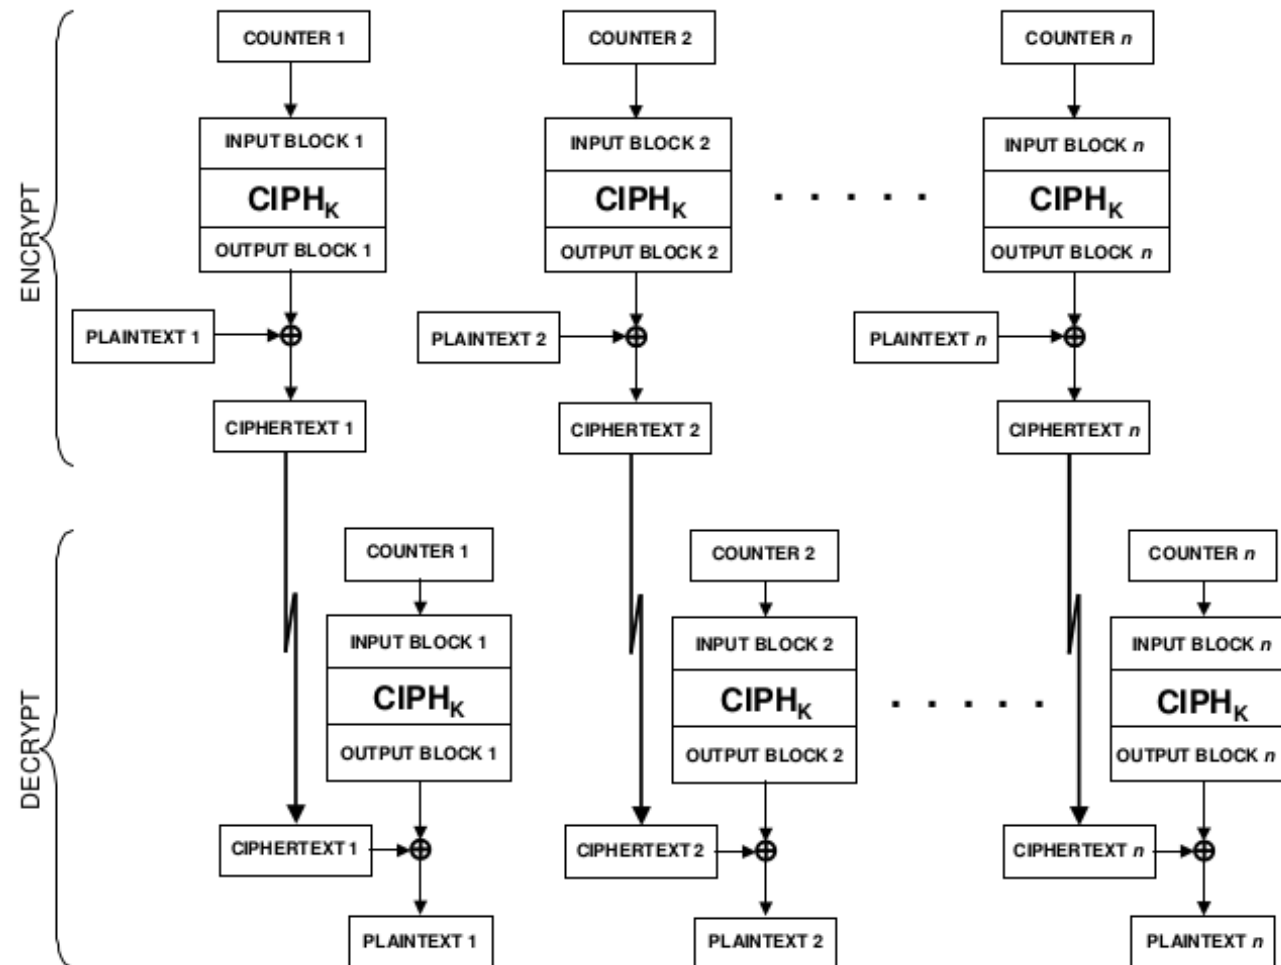 ENCRYPT
COUNTER 1
COUNTER 2
COUNTER n
INPUT BLOCK 1
INPUT BLOCK 2
INPUT BLOCK n
CIPHK
CIPHK
CIPHK
OUTPUT BLOCK 1
OUTPUT BLOCK 2
OUTPUT BLOCK n
PLAINTEXT 1
PLAINTEXT 2
PLAINTEXT n
CIPHERTEXT 1
CIPHERTEXT 2
CIPHERTEXT n
DECRYPT
COUNTER 1
COUNTER 2
COUNTER n
INPUT BLOCK 1
INPUT BLOCK 2
INPUT BLOCK n
CIPHK
CIPHK
CIPHK
OUTPUT BLOCK 1
OUTPUT BLOCK 2
OUTPUT BLOCK n
CIPHERTEXT 1
CIPHERTEXT 2
CIPHERTEXT n
PLAINTEXT 1
PLAINTEXT 2
PLAINTEXT n